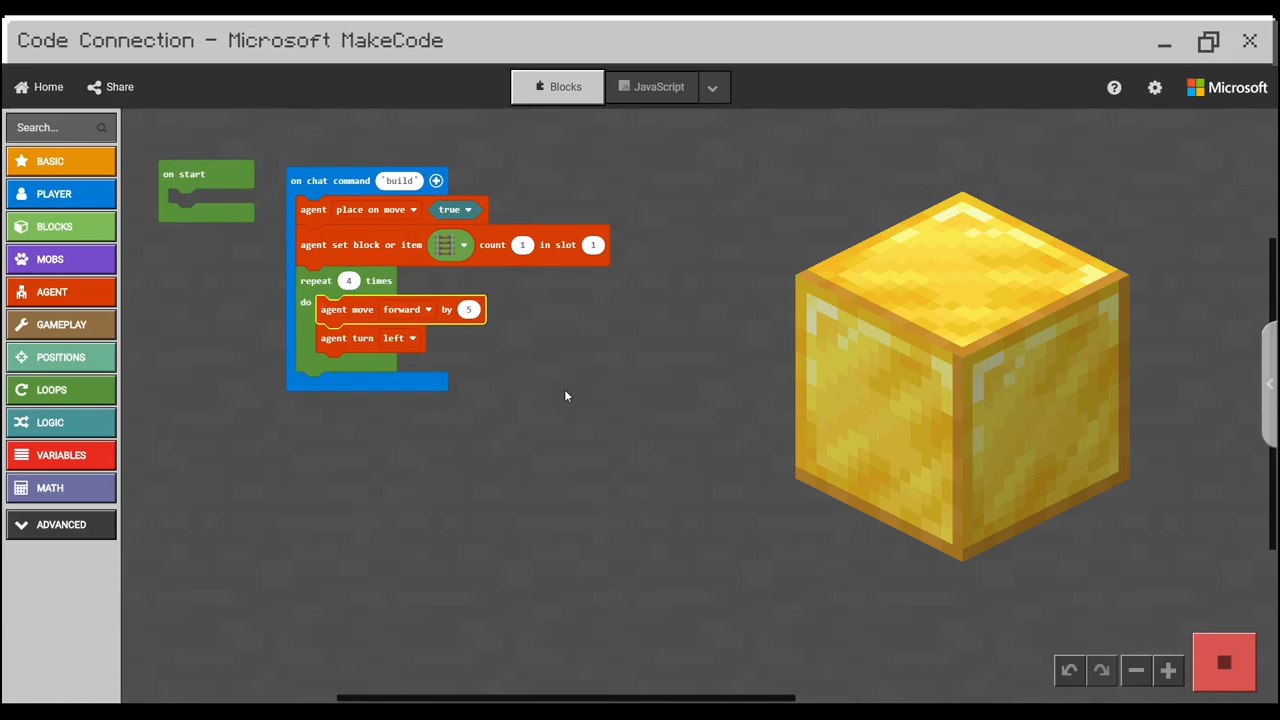 Code Connection - Microsoft MakeCode
Home Share Blocks JavaScript Microsoft
Search...
BASIC
PLAYER
BLOCKS
MOBS
AGENT
GAMEPLAY
POSITIONS
LOOPS
LOGIC
VARIABLES
MATH
ADVANCED
on start
on chat command "build"
agent place on move true
agent set block or item count 1 in slot 1
repeat 4 times
do
agent move forward by 5
agent turn left